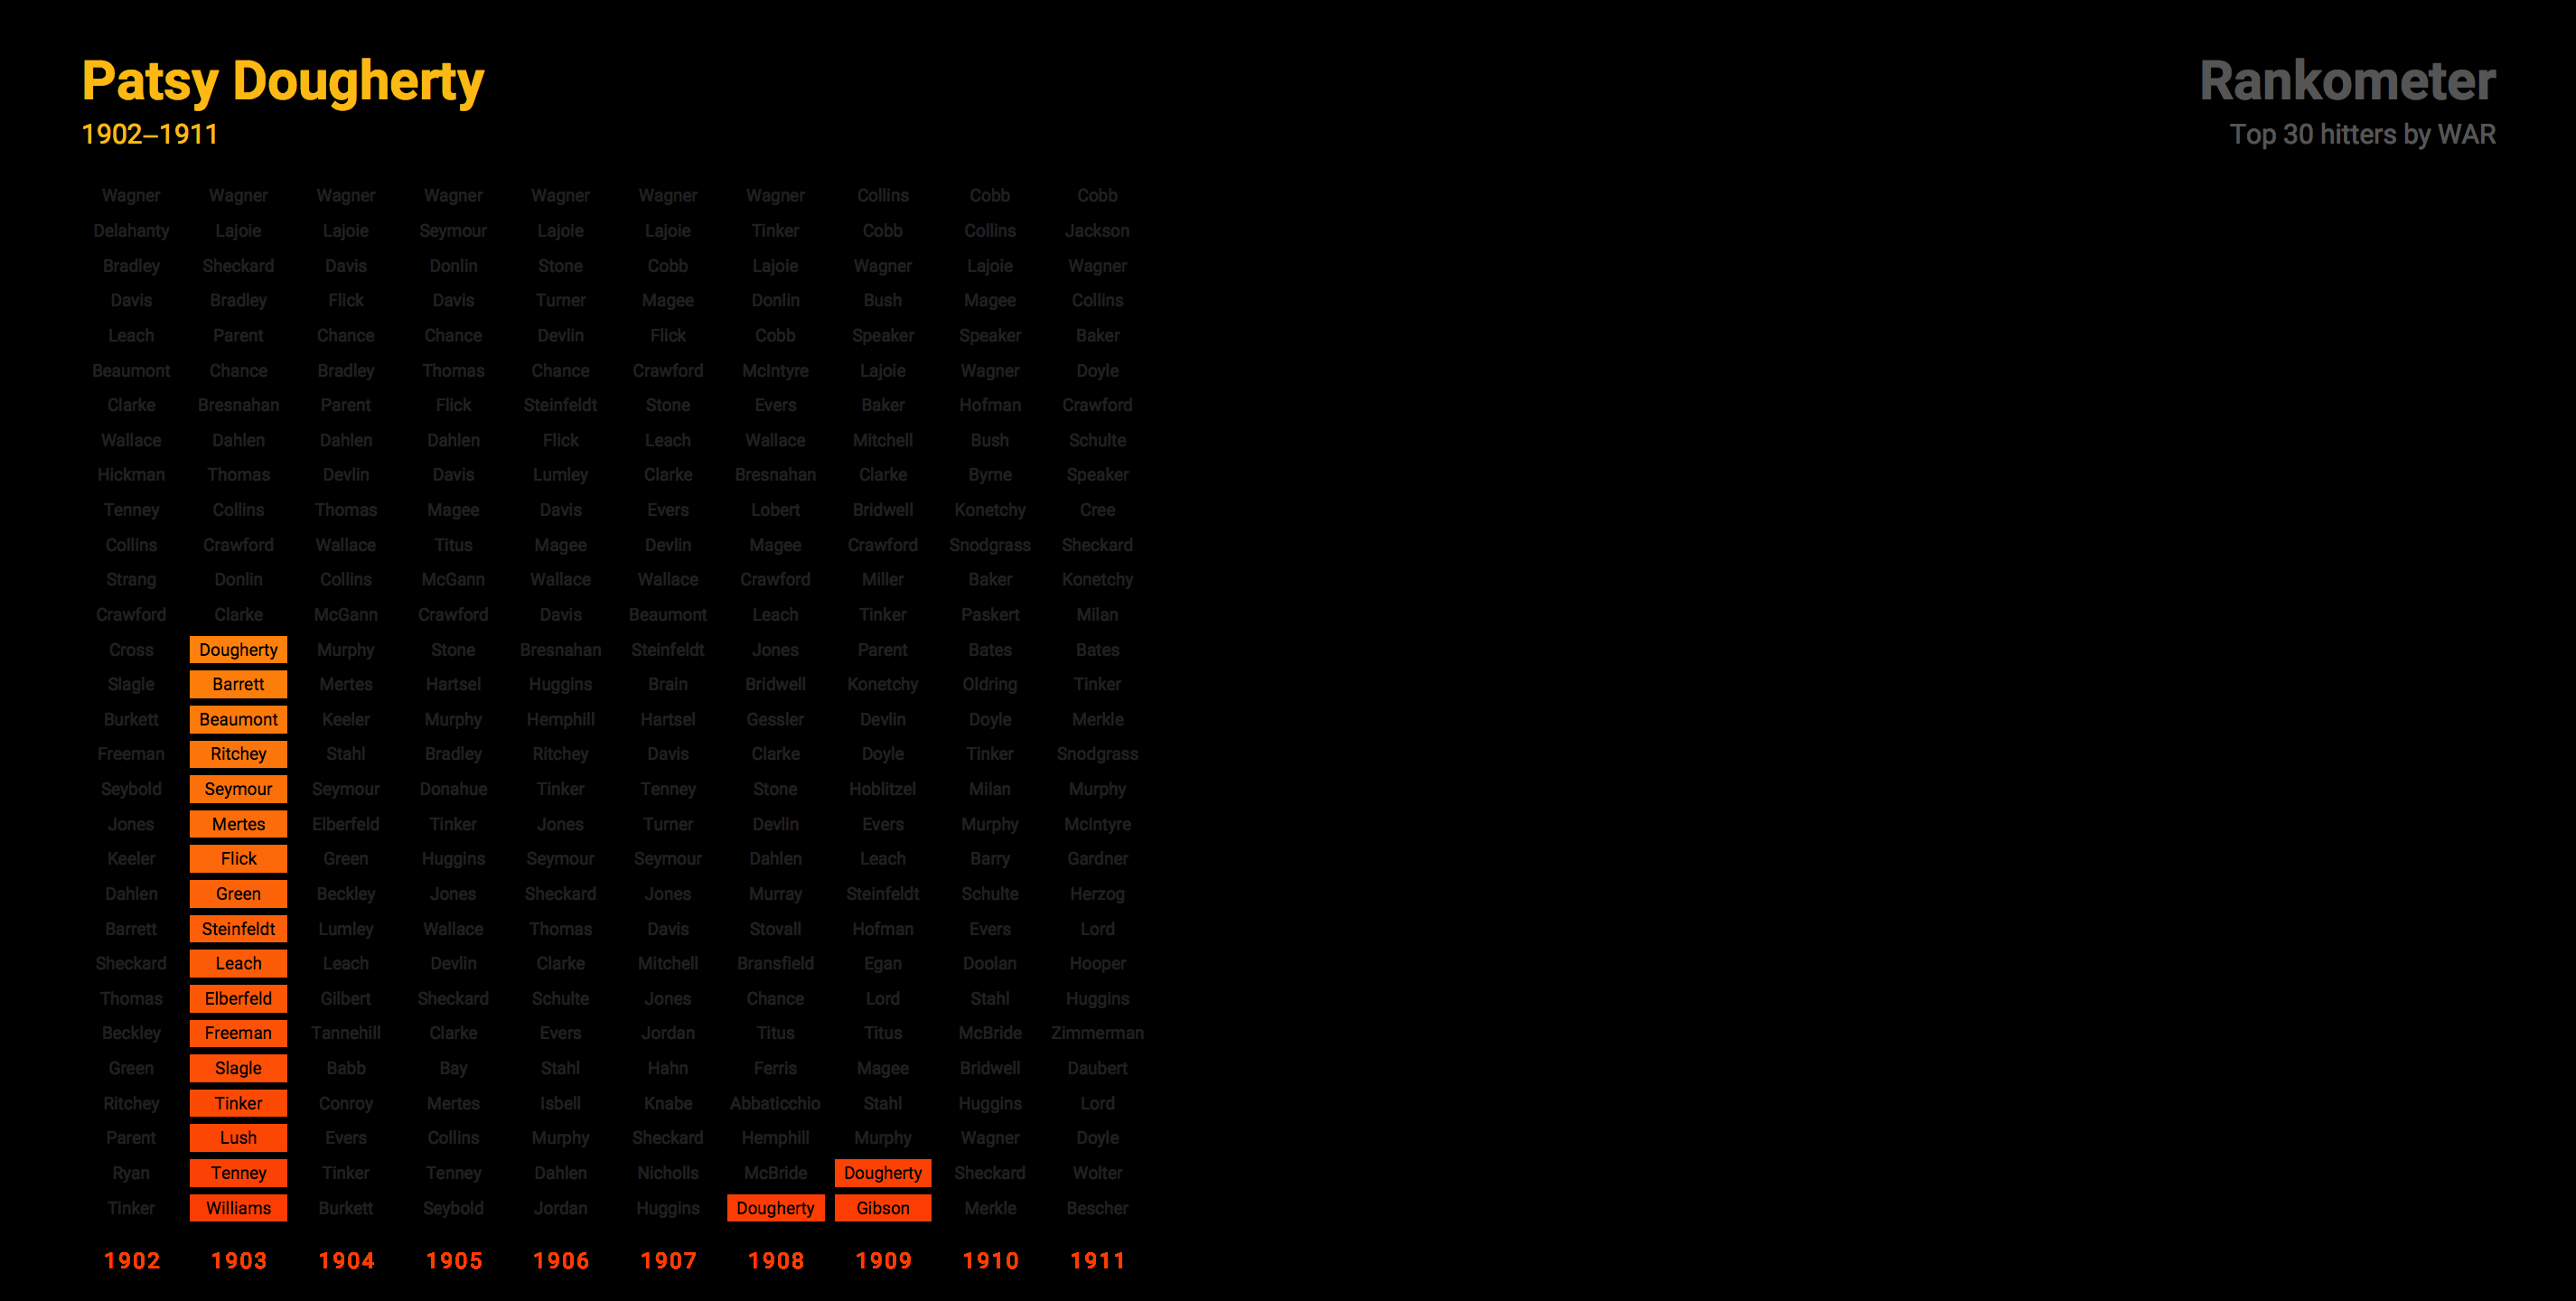 Patsy Dougherty Rankometer
1902–1911 Top 30 hitters by WAR
Wagner Wagner Wagner Wagner Wagner Wagner Wagner Collins Cobb Cobb
Delahanty Lajoie Lajoie Seymour Lajoie Lajoie Tinker Cobb Collins Jackson
Bradley Sheckard Davis Donlin Stone Cobb Lajoie Wagner Lajoie Wagner
Davis Bradley Flick Davis Turner Magee Donlin Bush Magee Collins
Leach Parent Chance Chance Devlin Flick Cobb Speaker Speaker Baker
Beaumont Chance Bradley Thomas Chance Crawford McIntyre Lajoie Wagner Doyle
Clarke Bresnahan Parent Flick Steinfeldt Stone Evers Baker Hofman Crawford
Wallace Dahlen Dahlen Dahlen Flick Leach Wallace Mitchell Bush Schulte
Hickman Thomas Devlin Davis Lumley Clarke Bresnahan Clarke Byrne Speaker
Tenney Collins Thomas Magee Davis Evers Lobert Bridwell Konetchy Cree
Collins Crawford Wallace Titus Magee Devlin Magee Crawford Snodgrass Sheckard
Strang Donlin Collins McGann Wallace Wallace Crawford Miller Baker Konetchy
Crawford Clarke McGann Crawford Davis Beaumont Leach Tinker Paskert Milan
Cross Dougherty Murphy Stone Bresnahan Steinfeldt Jones Parent Bates Bates
Slagle Barrett Mertes Hartsel Huggins Brain Bridwell Konetchy Oldring Tinker
Burkett Beaumont Keeler Murphy Hemphill Hartsel Gessler Devlin Doyle Merkle
Freeman Ritchey Stahl Bradley Ritchey Davis Clarke Doyle Tinker Snodgrass
Seybold Seymour Seymour Donahue Tinker Tenney Stone Hoblitzel Milan Murphy
Jones Mertes Elberfeld Tinker Jones Turner Devlin Evers Murphy McIntyre
Keeler Flick Green Huggins Seymour Seymour Dahlen Leach Barry Gardner
Dahlen Green Beckley Jones Sheckard Jones Murray Steinfeldt Schulte Herzog
Barrett Steinfeldt Lumley Wallace Thomas Davis Stovall Hofman Evers Lord
Sheckard Leach Leach Devlin Clarke Mitchell Bransfield Egan Doolan Hooper
Thomas Elberfeld Gilbert Sheckard Schulte Jones Chance Lord Stahl Huggins
Beckley Freeman Tannehill Clarke Evers Jordan Titus Titus McBride Zimmerman
Green Slagle Babb Bay Stahl Hahn Ferris Magee Bridwell Daubert
Ritchey Tinker Conroy Mertes Isbell Knabe Abbaticchio Stahl Huggins Lord
Parent Lush Evers Collins Murphy Sheckard Hemphill Murphy Wagner Doyle
Ryan Tenney Tinker Tenney Dahlen Nicholls McBride Dougherty Sheckard Wolter
Tinker Williams Burkett Seybold Jordan Huggins Dougherty Gibson Merkle Bescher
1902 1903 1904 1905 1906 1907 1908 1909 1910 1911